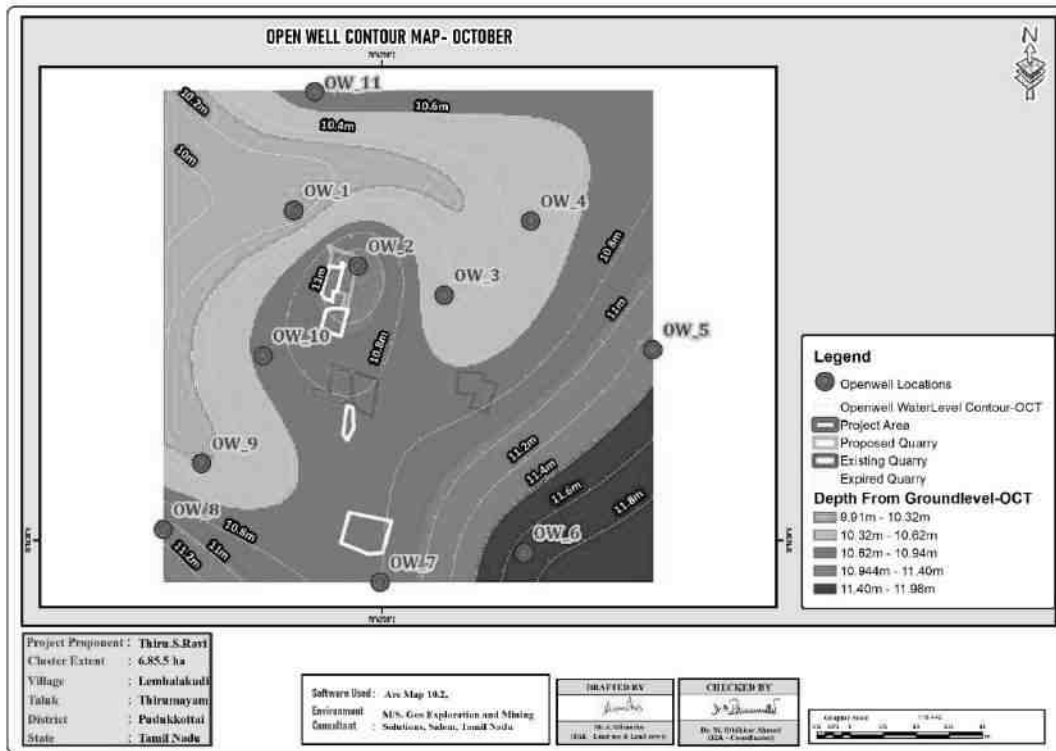 OPEN WELL CONTOUR MAP- OCTOBER
N
OW_11
10.2m
10.4m
10.6m
10m
OW_1
OW_4
OW_2
10.8m
11m
OW_3
11m
OW_5
OW_10
10.8m
OW_9
11.2m
11.4m
11.6m
11.8m
OW_8
10.8m
11m
11.2m
OW_6
OW_7
Legend
Openwell Locations
Openwell WaterLevel Contour-OCT
Project Area
Proposed Quarry
Existing Quarry
Expired Quarry
Depth From Groundlevel-OCT
9.91m - 10.32m
10.32m - 10.62m
10.62m - 10.94m
10.944m - 11.40m
11.40m - 11.98m
Project Proponent : Thiru.S.Ravi
Cluster Extent : 6.85.5 ha
Village : Lembalakudi
Taluk : Thirumayam
District : Pudukkottai
State : Tamil Nadu
Software Used : Arc Map 10.2,
Environment Consultant : M/S. Geo Exploration and Mining Solutions, Salem, Tamil Nadu
DRAFTED BY
CHECKED BY